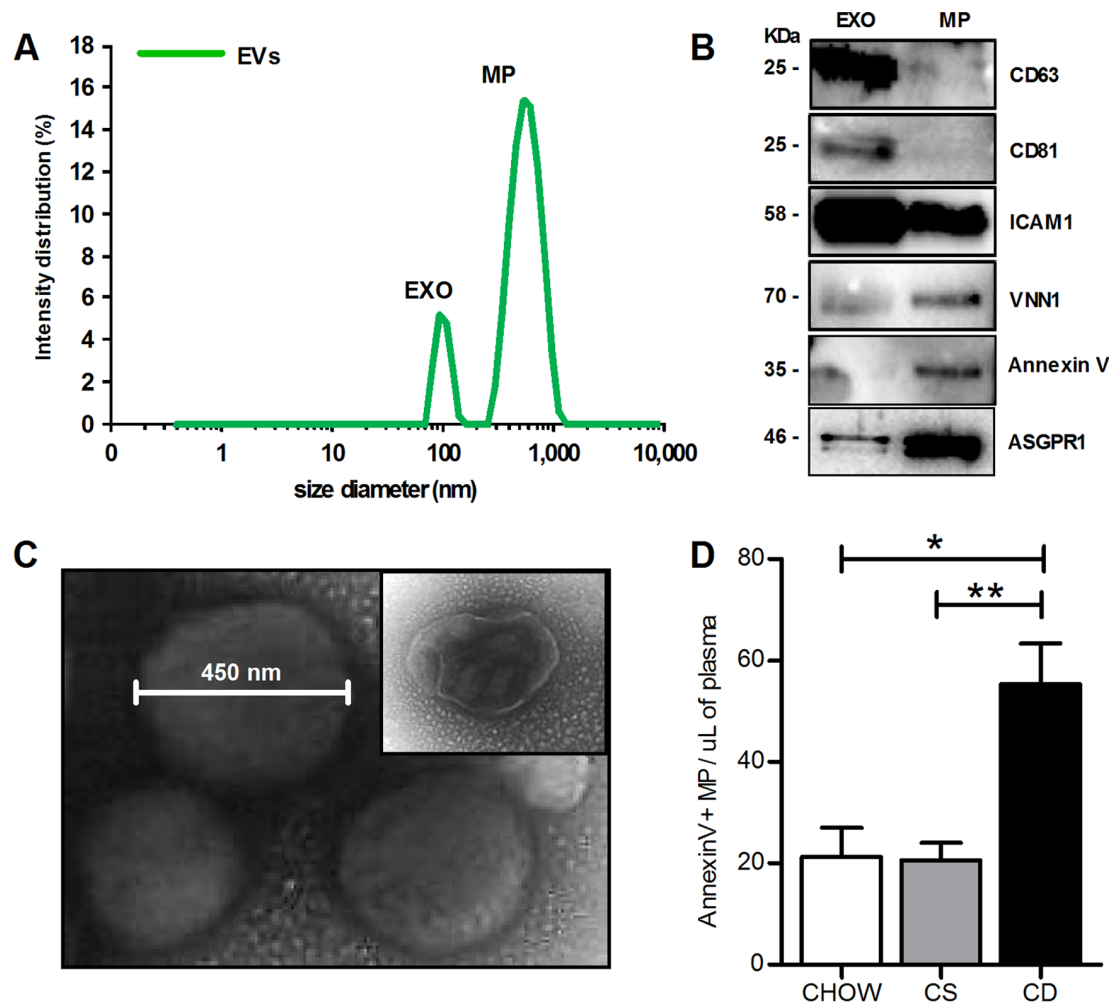 A
EVs
MP
EXO
Intensity distribution (%)
18
16
14
12
10
8
6
4
2
0
0 1 10 100 1,000 10,000
size diameter (nm)
B
EXO MP
KDa
25 - CD63
25 - CD81
58 - ICAM1
70 - VNN1
35 - Annexin V
46 - ASGPR1
C
450 nm
D
*
**
AnnexinV+ MP / uL of plasma
80
60
40
20
0
CHOW CS CD